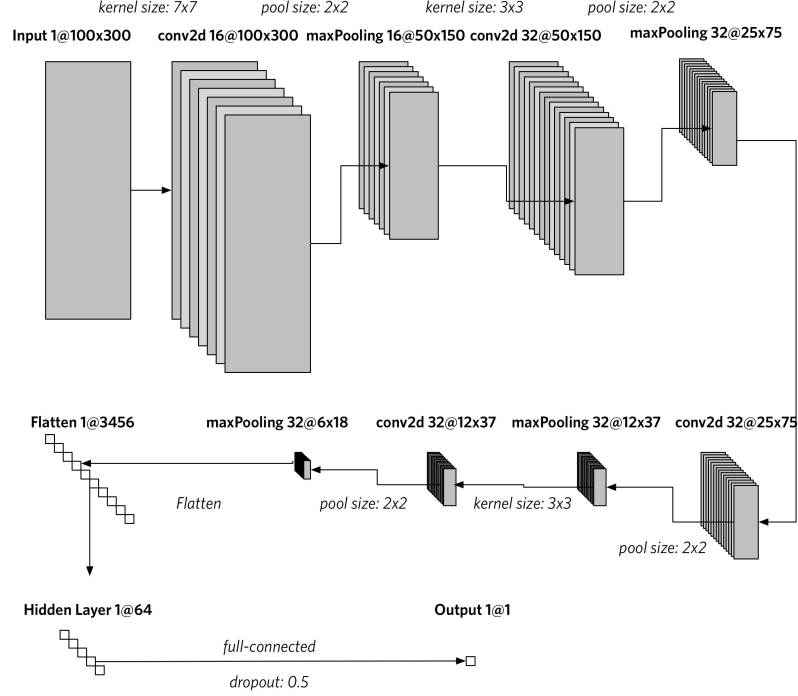 kernel size: 7x7 pool size: 2x2 kernel size: 3x3 pool size: 2x2
Input 1@100x300 conv2d 16@100x300 maxPooling 16@50x150 conv2d 32@50x150 maxPooling 32@25x75
Flatten 1@3456 maxPooling 32@6x18 conv2d 32@12x37 maxPooling 32@12x37 conv2d 32@25x75
Flatten pool size: 2x2 kernel size: 3x3
pool size: 2x2
Hidden Layer 1@64 Output 1@1
full-connected
dropout: 0.5